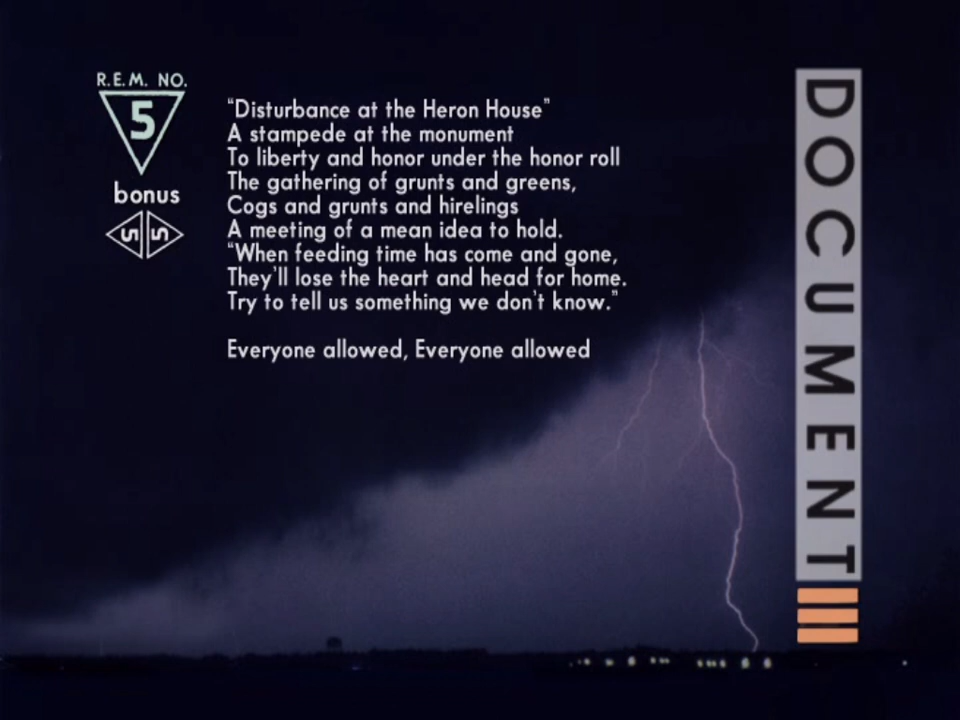 R.E.M. NO.
5
bonus
5 5
“Disturbance at the Heron House”
A stampede at the monument
To liberty and honor under the honor roll
The gathering of grunts and greens,
Cogs and grunts and hirelings
A meeting of a mean idea to hold.
“When feeding time has come and gone,
They’ll lose the heart and head for home.
Try to tell us something we don’t know.”
Everyone allowed, Everyone allowed
DOCUMENT